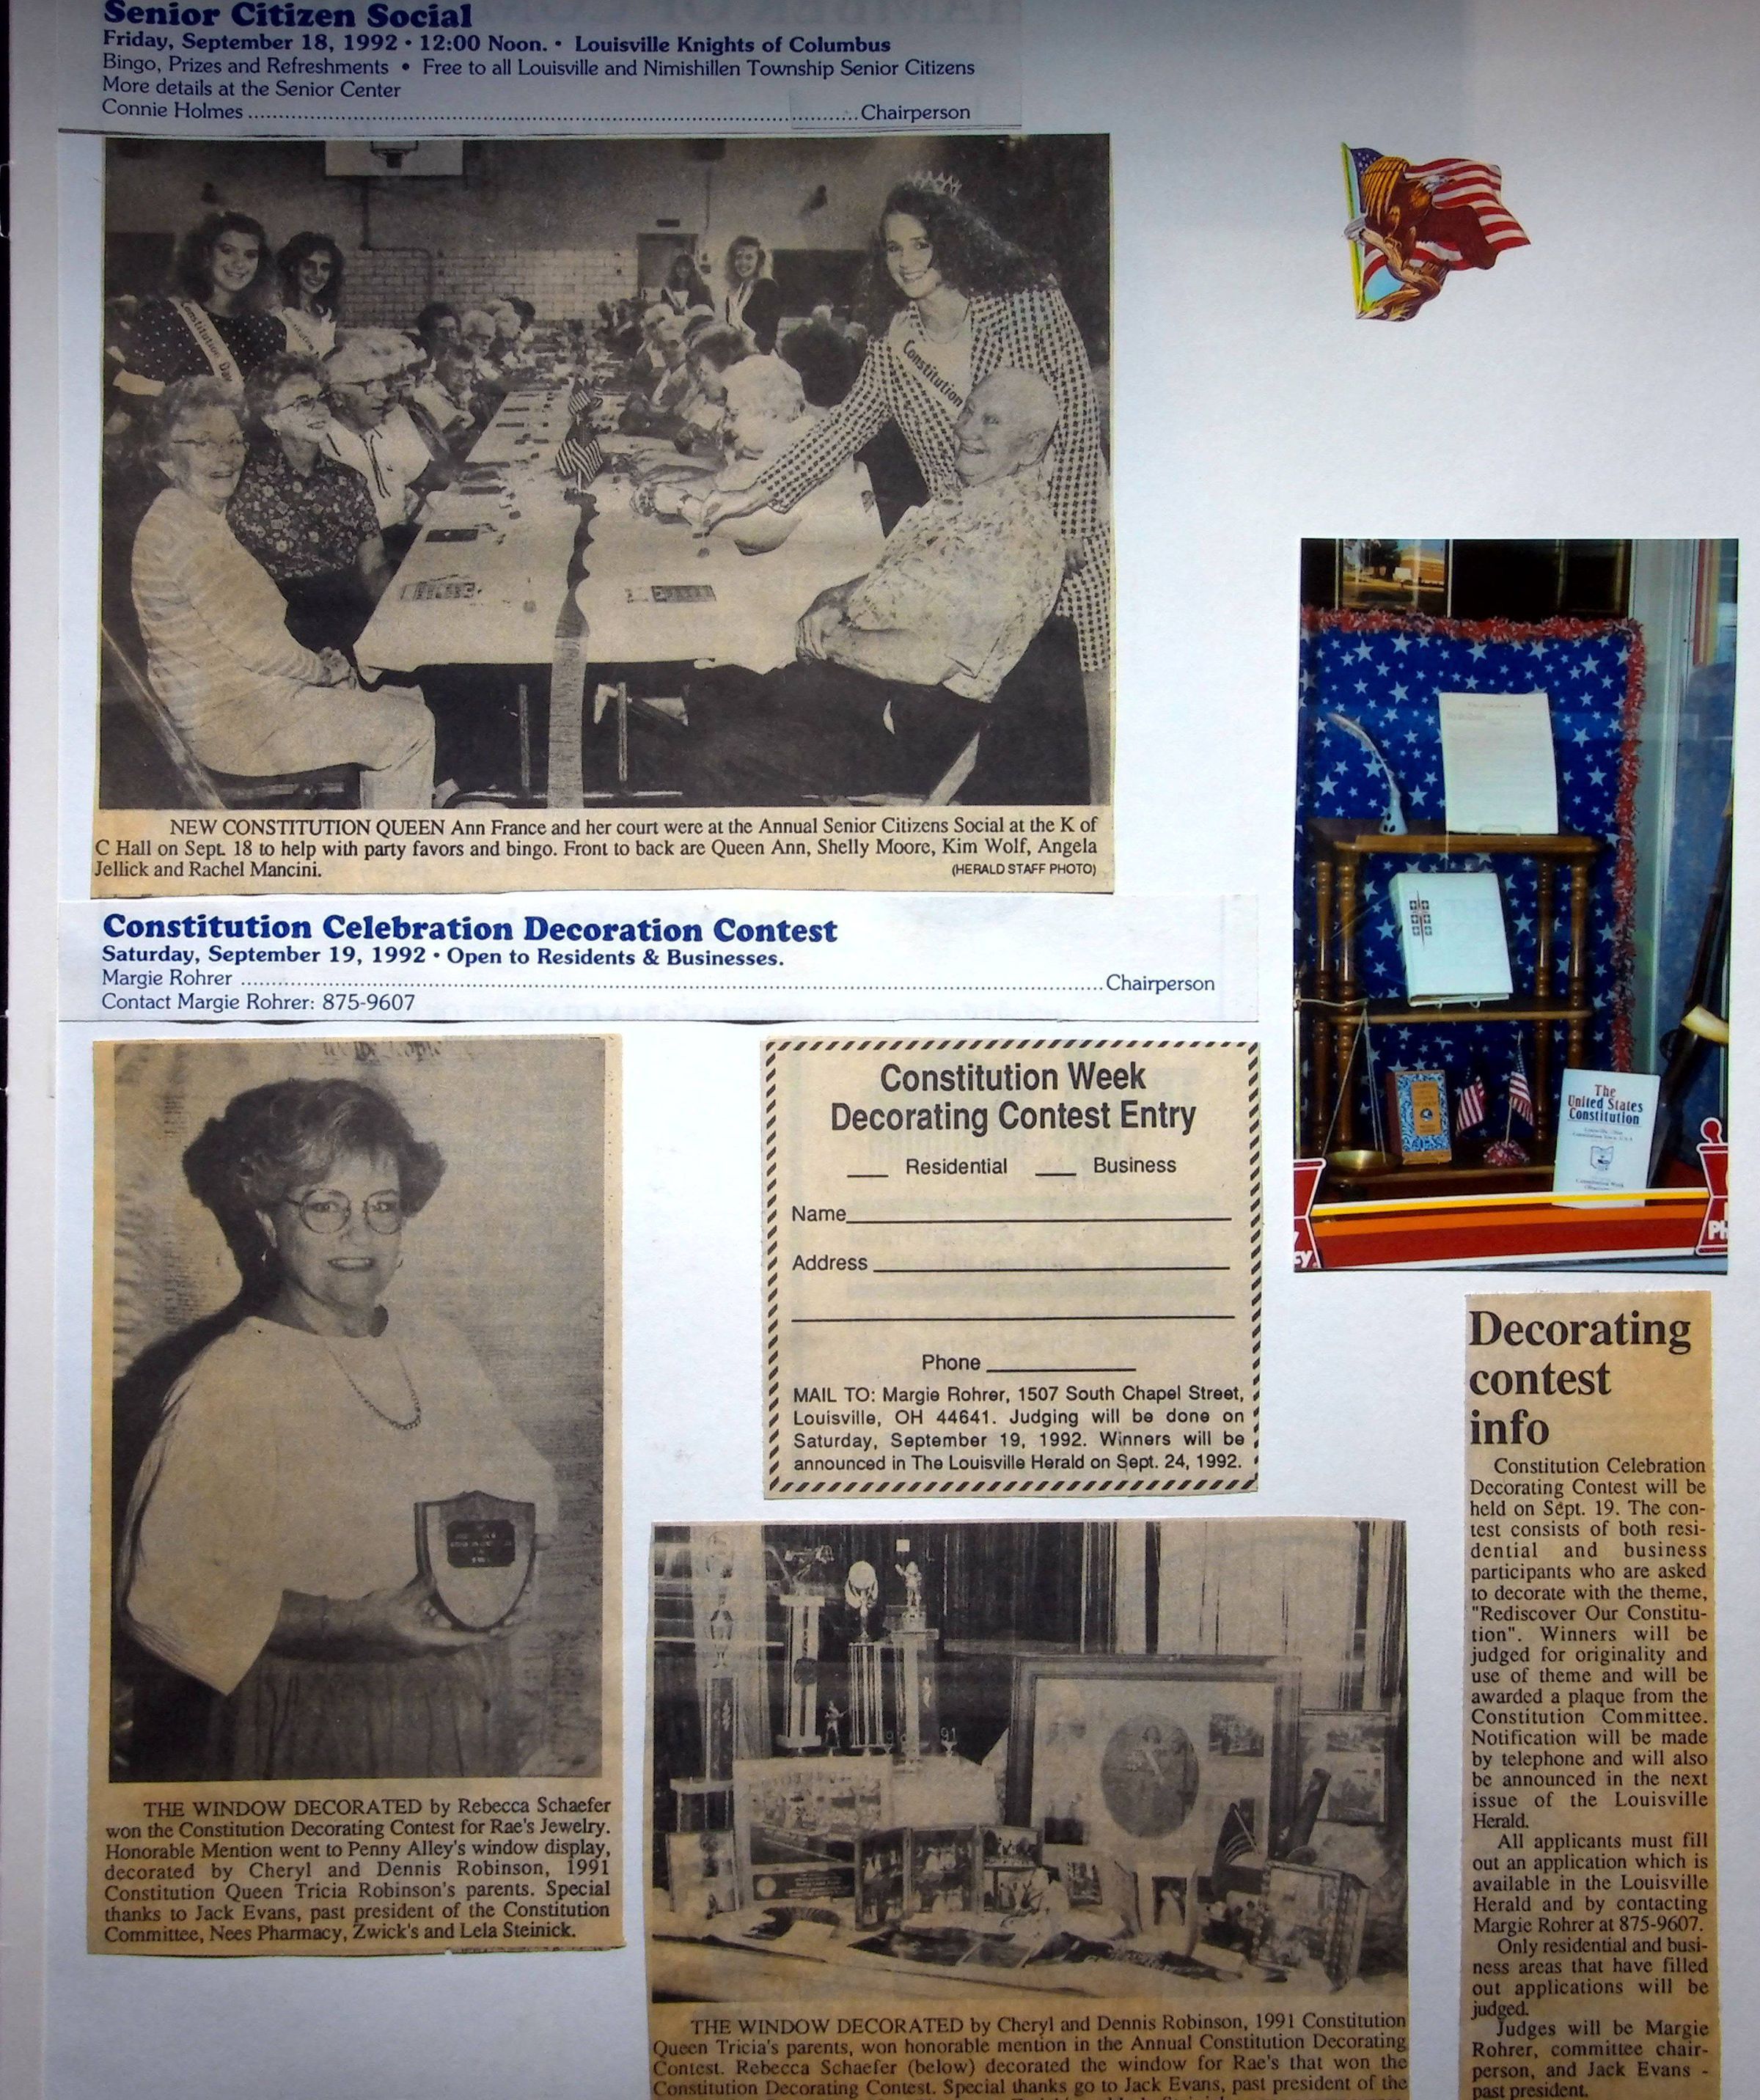 Senior Citizen Social
Friday, September 18, 1992 • 12:00 Noon. • Louisville Knights of Columbus
Bingo, Prizes and Refreshments • Free to all Louisville and Nimishillen Township Senior Citizens
More details at the Senior Center
Connie Holmes ........ Chairperson
Constitution Day
Constitution
NEW CONSTITUTION QUEEN Ann France and her court were at the Annual Senior Citizens Social at the K of
C Hall on Sept. 18 to help with party favors and bingo. Front to back are Queen Ann, Shelly Moore, Kim Wolf, Angela
Jellick and Rachel Mancini. (HERALD STAFF PHOTO)
Constitution Celebration Decoration Contest
Saturday, September 19, 1992 • Open to Residents & Businesses.
Margie Rohrer ........ Chairperson
Contact Margie Rohrer: 875-9607
We the People
THE WINDOW DECORATED by Rebecca Schaefer
won the Constitution Decorating Contest for Rae's Jewelry.
Honorable Mention went to Penny Alley's window display,
decorated by Cheryl and Dennis Robinson, 1991
Constitution Queen Tricia Robinson's parents. Special
thanks to Jack Evans, past president of the Constitution
Committee, Nees Pharmacy, Zwick's and Lela Steinick.
Constitution Week
Decorating Contest Entry
___ Residential ___ Business
Name
Address
Phone
MAIL TO: Margie Rohrer, 1507 South Chapel Street,
Louisville, OH 44641. Judging will be done on
Saturday, September 19, 1992. Winners will be
announced in The Louisville Herald on Sept. 24, 1992.
91
THE WINDOW DECORATED by Cheryl and Dennis Robinson, 1991 Constitution
Queen Tricia's parents, won honorable mention in the Annual Constitution Decorating
Contest. Rebecca Schaefer (below) decorated the window for Rae's that won the
Constitution Decorating Contest. Special thanks go to Jack Evans, past president of the
The
United States
Constitution
Decorating
contest
info
Constitution Celebration
Decorating Contest will be
held on Sept. 19. The con-
test consists of both resi-
dential and business
participants who are asked
to decorate with the theme,
"Rediscover Our Constitu-
tion". Winners will be
judged for originality and
use of theme and will be
awarded a plaque from the
Constitution Committee.
Notification will be made
by telephone and will also
be announced in the next
issue of the Louisville
Herald.
All applicants must fill
out an application which is
available in the Louisville
Herald and by contacting
Margie Rohrer at 875-9607.
Only residential and busi-
ness areas that have filled
out applications will be
judged.
Judges will be Margie
Rohrer, committee chair-
person, and Jack Evans -
past president.